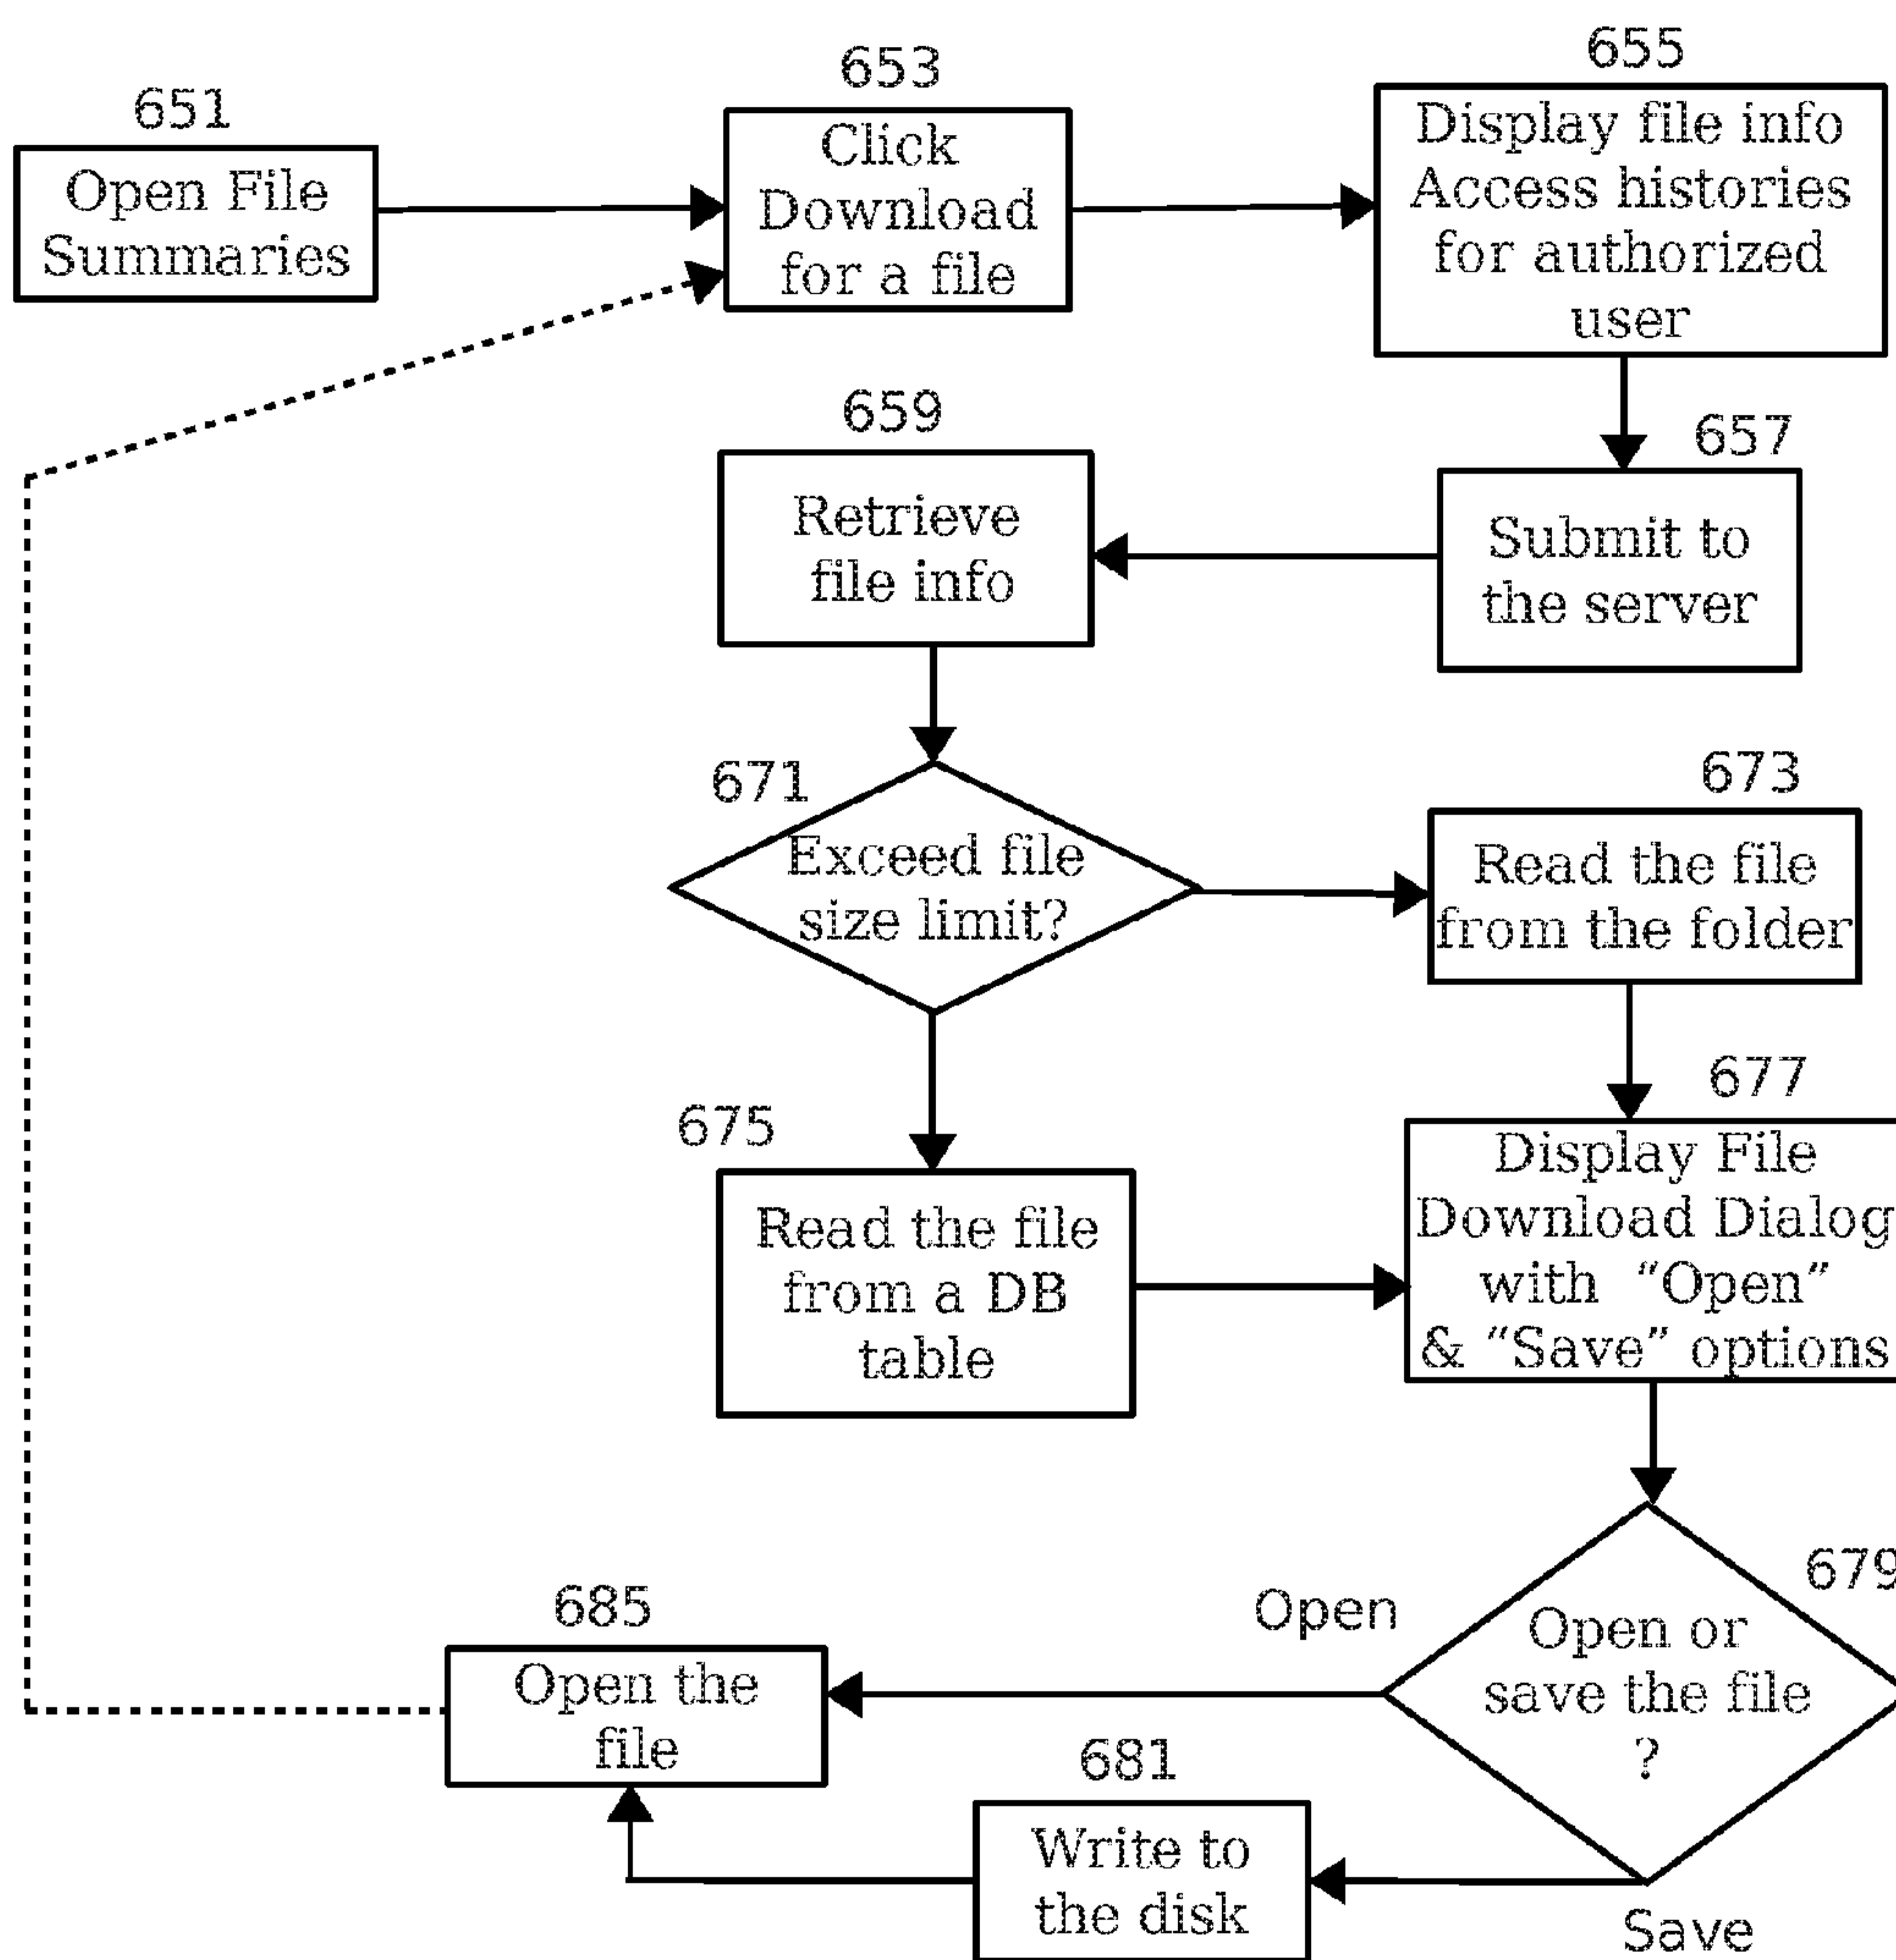 651
Open File
Summaries
653
Click
Download
for a file
655
Display file info
Access histories
for authorized
user
657
Submit to
the server
659
Retrieve
file info
671
Exceed file
size limit?
673
Read the file
from the folder
675
Read the file
from a DB
table
677
Display File
Download Dialog
with “Open”
& “Save” options
679
Open or
save the file
?
Open
685
Open the
file
681
Write to
the disk
Save